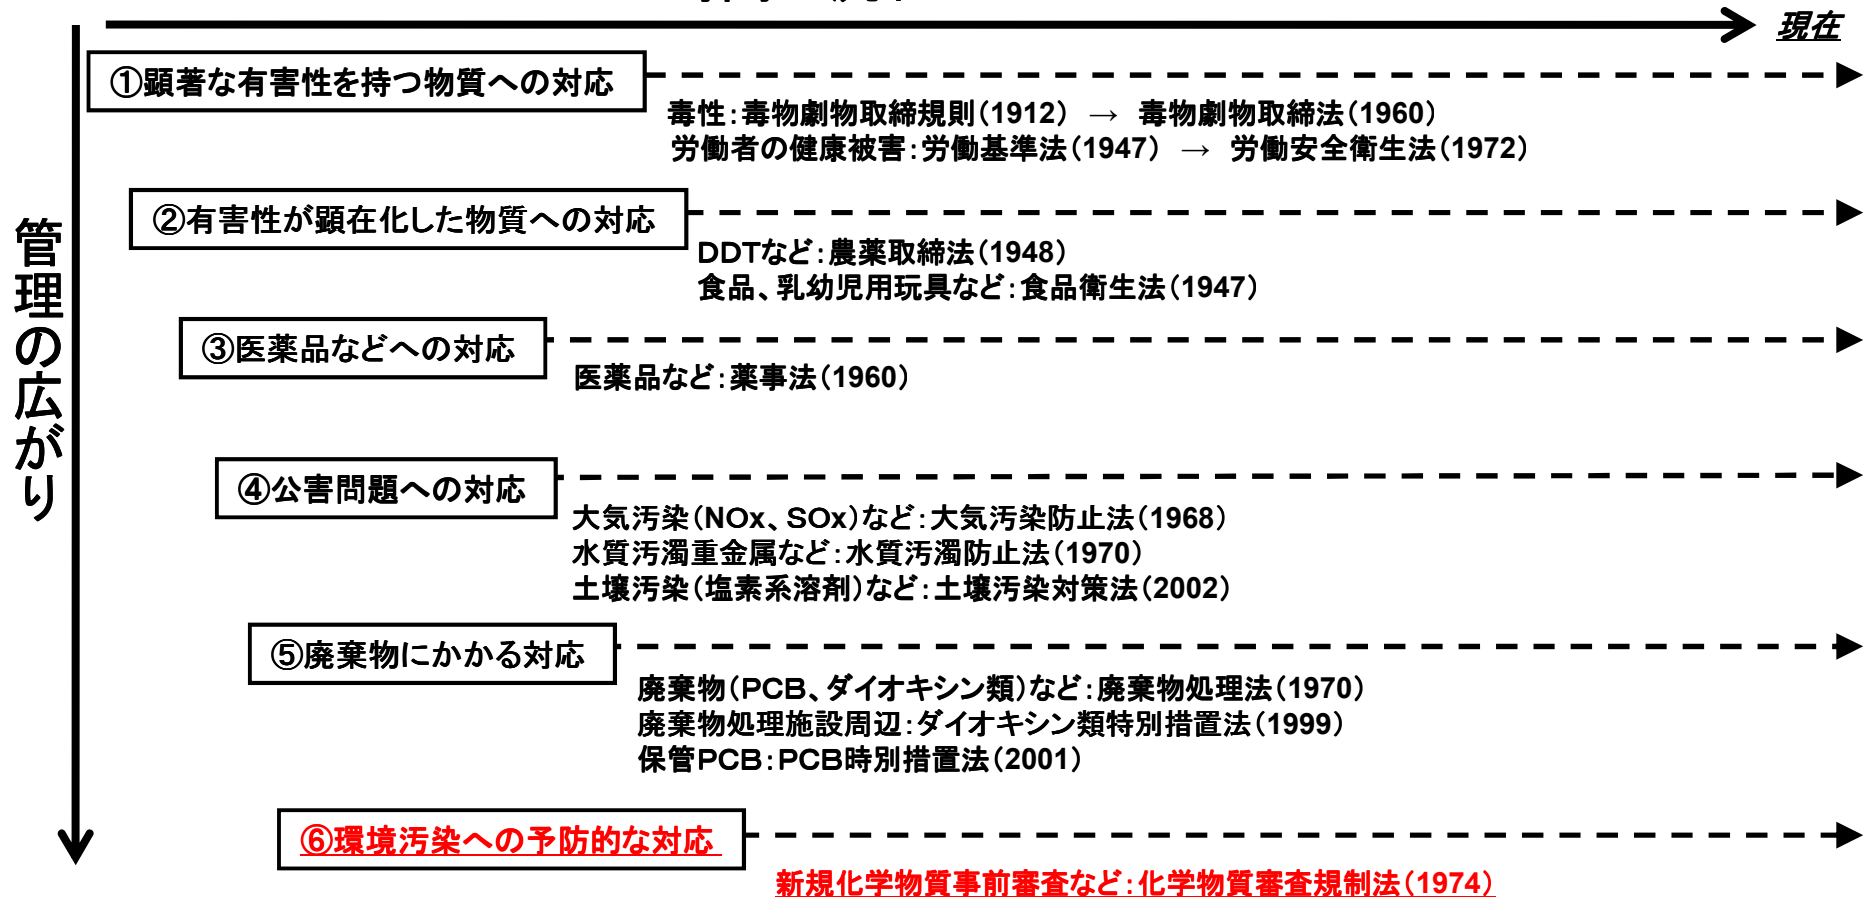 現在
①顕著な有害性を持つ物質への対応
毒性：毒物劇物取締規則（1912） → 毒物劇物取締法（1960）
労働者の健康被害：労働基準法（1947） → 労働安全衛生法（1972）
管理の広がり
②有害性が顕在化した物質への対応
DDTなど：農薬取締法（1948）
食品、乳幼児用玩具など：食品衛生法（1947）
③医薬品などへの対応
医薬品など：薬事法（1960）
④公害問題への対応
大気汚染（NOx、SOx）など：大気汚染防止法（1968）
水質汚濁重金属など：水質汚濁防止法（1970）
土壌汚染（塩素系溶剤）など：土壌汚染対策法（2002）
⑤廃棄物にかかる対応
廃棄物（PCB、ダイオキシン類）など：廃棄物処理法（1970）
廃棄物処理施設周辺：ダイオキシン類特別措置法（1999）
保管PCB：PCB時別措置法（2001）
⑥環境汚染への予防的な対応
新規化学物質事前審査など：化学物質審査規制法（1974）